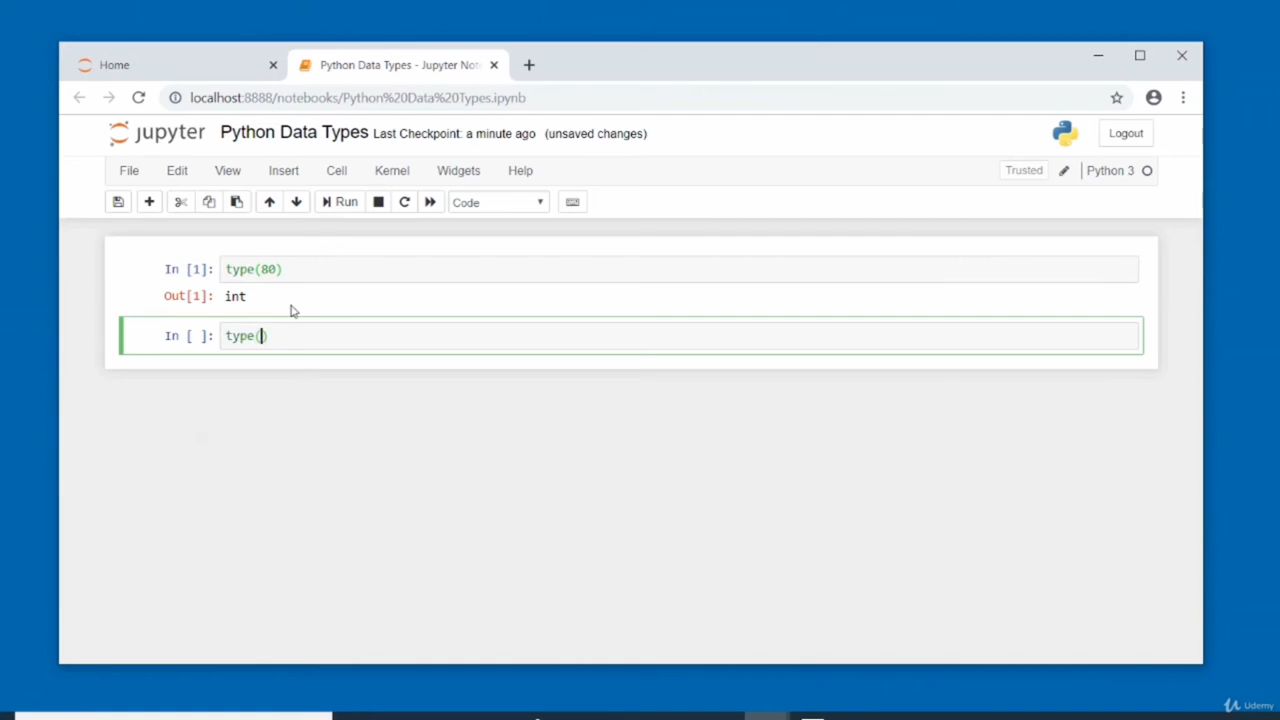 Home
Python Data Types - Jupyter Not
localhost:8888/notebooks/Python%20Data%20Types.ipynb
jupyter Python Data Types Last Checkpoint: a minute ago (unsaved changes)
Logout
File Edit View Insert Cell Kernel Widgets Help
Trusted Python 3
Run Code
In [1]: type(80)
Out[1]: int
In [ ]: type()
Udemy